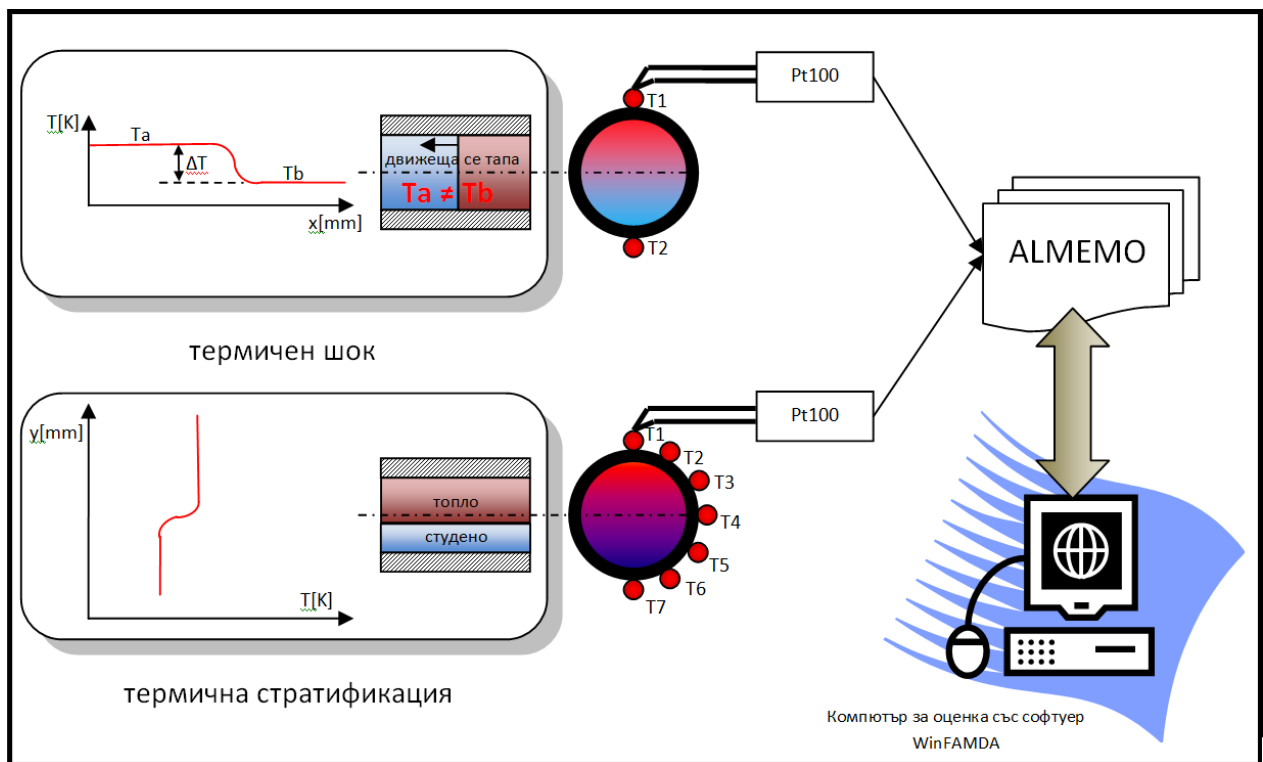 T[K]
Ta
ΔT
Tb
x[mm]
движеща се тапа
Ta ≠ Tb
T1
T2
Pt100
ALMEMO
термичен шок
y[mm]
T[K]
топло
студено
T1
T2
T3
T4
T5
T6
T7
Pt100
термична стратификация
Компютър за оценка със софтуер
WinFAMDA